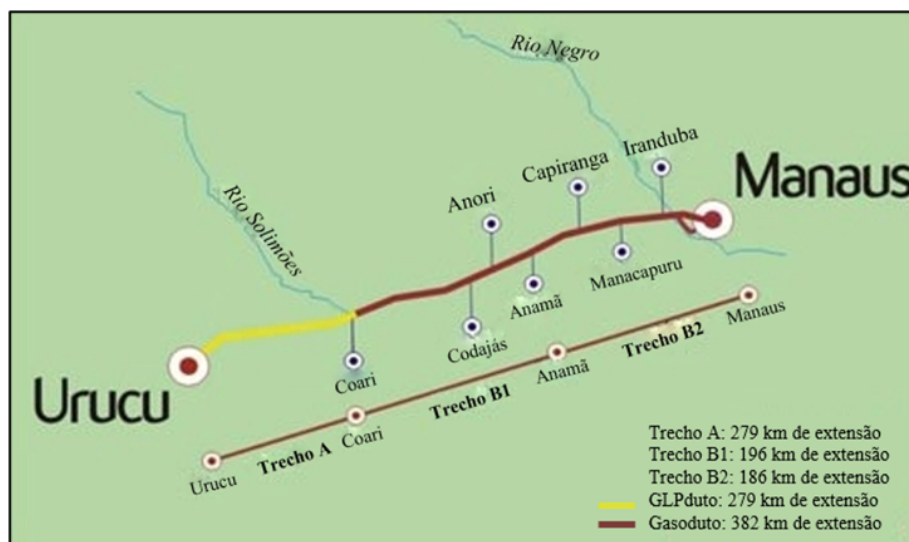 Rio Negro
Iranduba
Capiranga
Manaus
Anori
Rio Solimões
Manacapuru
Anamã
Codajás
Manaus
Coari
Urucu
Trecho B2
Anamã
Trecho B1
Coari
Trecho A
Urucu
Trecho A: 279 km de extensão
Trecho B1: 196 km de extensão
Trecho B2: 186 km de extensão
GLPduto: 279 km de extensão
Gasoduto: 382 km de extensão